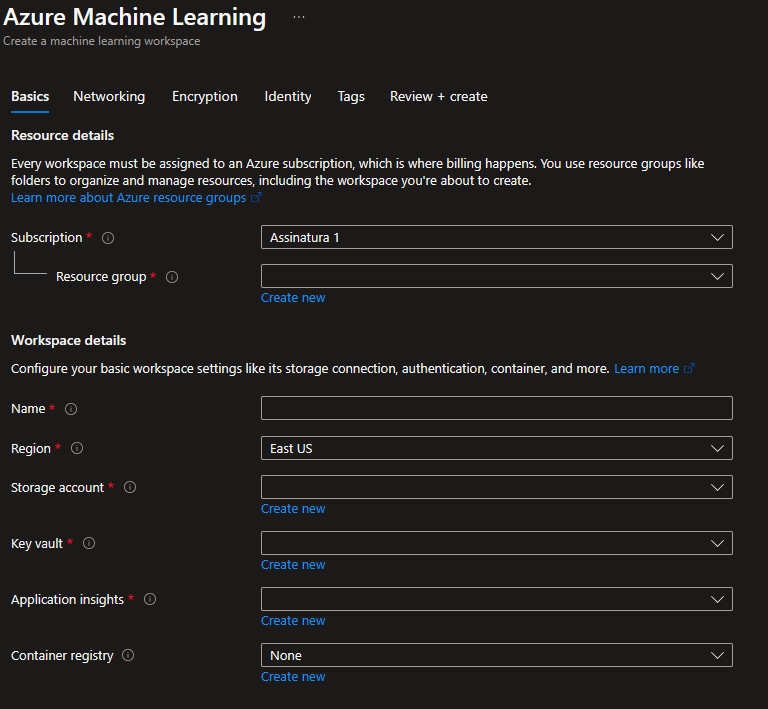 Azure Machine Learning ...
Create a machine learning workspace
Basics Networking Encryption Identity Tags Review + create
Resource details
Every workspace must be assigned to an Azure subscription, which is where billing happens. You use resource groups like
folders to organize and manage resources, including the workspace you're about to create.
Learn more about Azure resource groups
Subscription * Assinatura 1
Resource group *
Create new
Workspace details
Configure your basic workspace settings like its storage connection, authentication, container, and more. Learn more
Name *
Region * East US
Storage account *
Create new
Key vault *
Create new
Application insights *
Create new
Container registry None
Create new